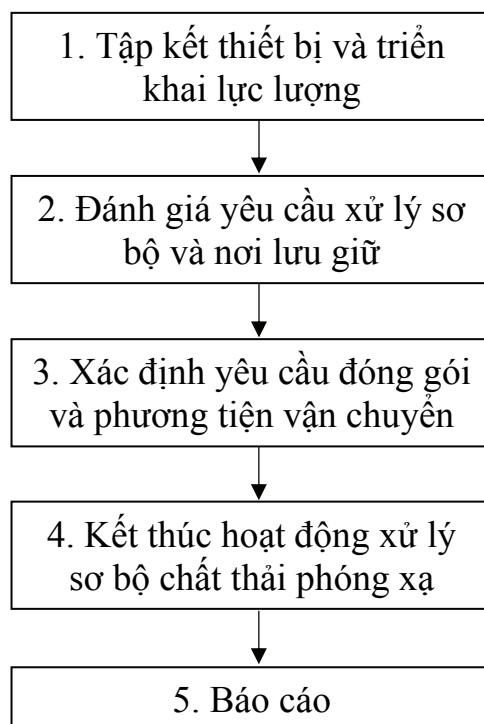 1. Tập kết thiết bị và triển
khai lực lượng
2. Đánh giá yêu cầu xử lý sơ
bộ và nơi lưu giữ
3. Xác định yêu cầu đóng gói
và phương tiện vận chuyển
4. Kết thúc hoạt động xử lý
sơ bộ chất thải phóng xạ
5. Báo cáo